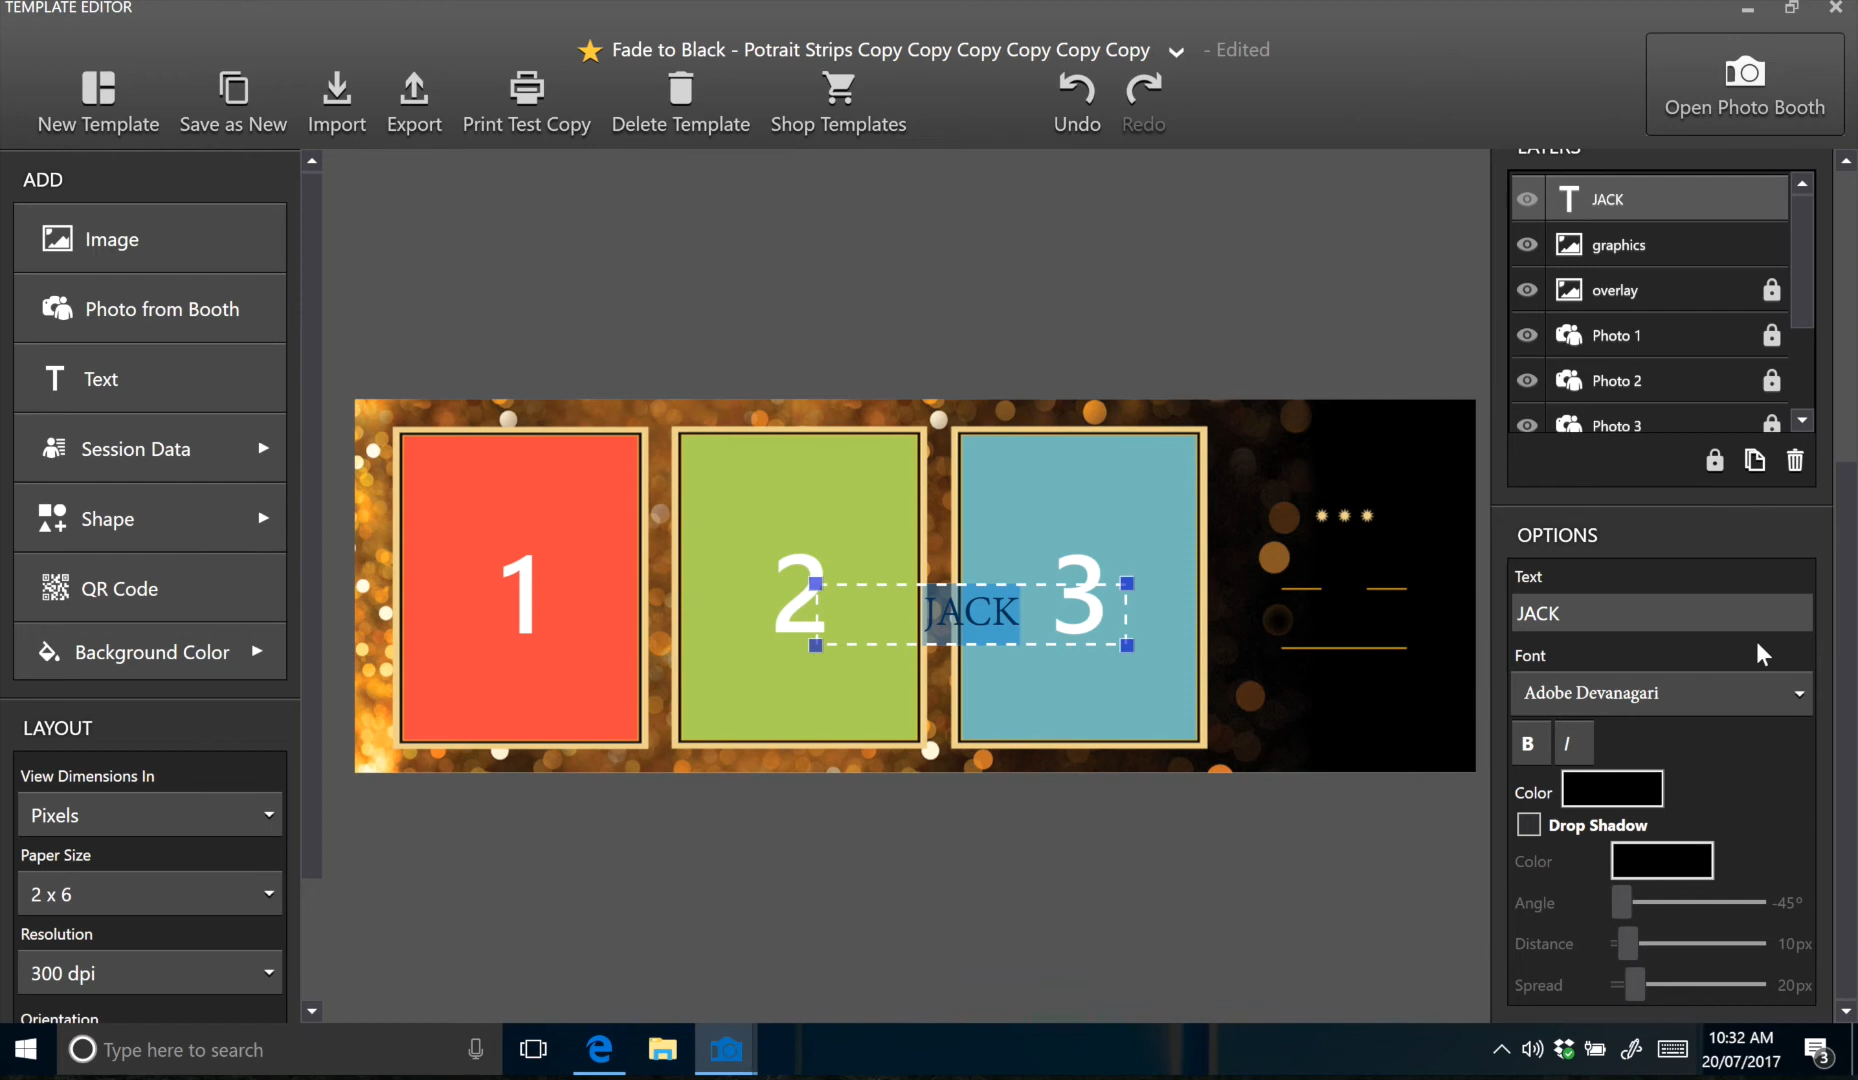 TEMPLATE EDITOR
Fade to Black - Potrait Strips Copy Copy Copy Copy Copy Copy - Edited
New Template
Save as New
Import
Export
Print Test Copy
Delete Template
Shop Templates
Undo
Redo
Open Photo Booth
ADD
Image
Photo from Booth
T Text
Session Data
Shape
QR Code
Background Color
LAYOUT
View Dimensions In
Pixels
Paper Size
2 x 6
Resolution
300 dpi
Orientation
1
2
3
JACK
LAYERS
T JACK
graphics
overlay
Photo 1
Photo 2
Photo 3
OPTIONS
Text
JACK
Font
Adobe Devanagari
B I
Color
Drop Shadow
Color
Angle -45°
Distance 10px
Spread 20px
Type here to search
10:32 AM
20/07/2017
3